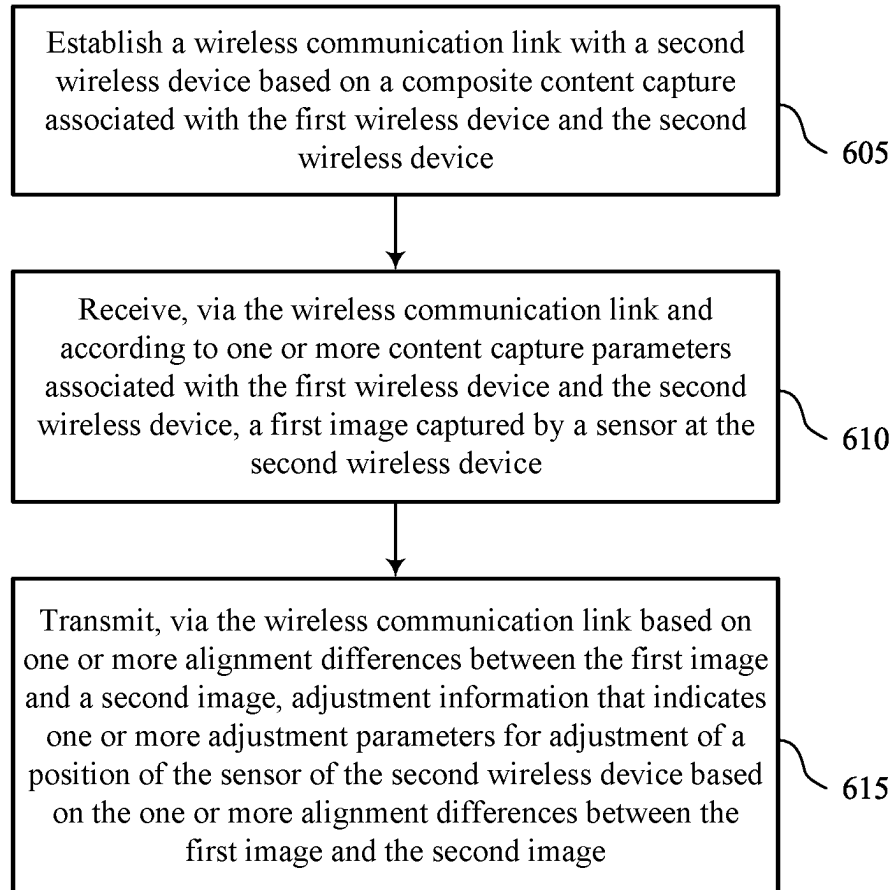 Establish a wireless communication link with a second
wireless device based on a composite content capture
associated with the first wireless device and the second
wireless device
605
Receive, via the wireless communication link and
according to one or more content capture parameters
associated with the first wireless device and the second
wireless device, a first image captured by a sensor at the
second wireless device
610
Transmit, via the wireless communication link based on
one or more alignment differences between the first image
and a second image, adjustment information that indicates
one or more adjustment parameters for adjustment of a
position of the sensor of the second wireless device based
on the one or more alignment differences between the
first image and the second image
615